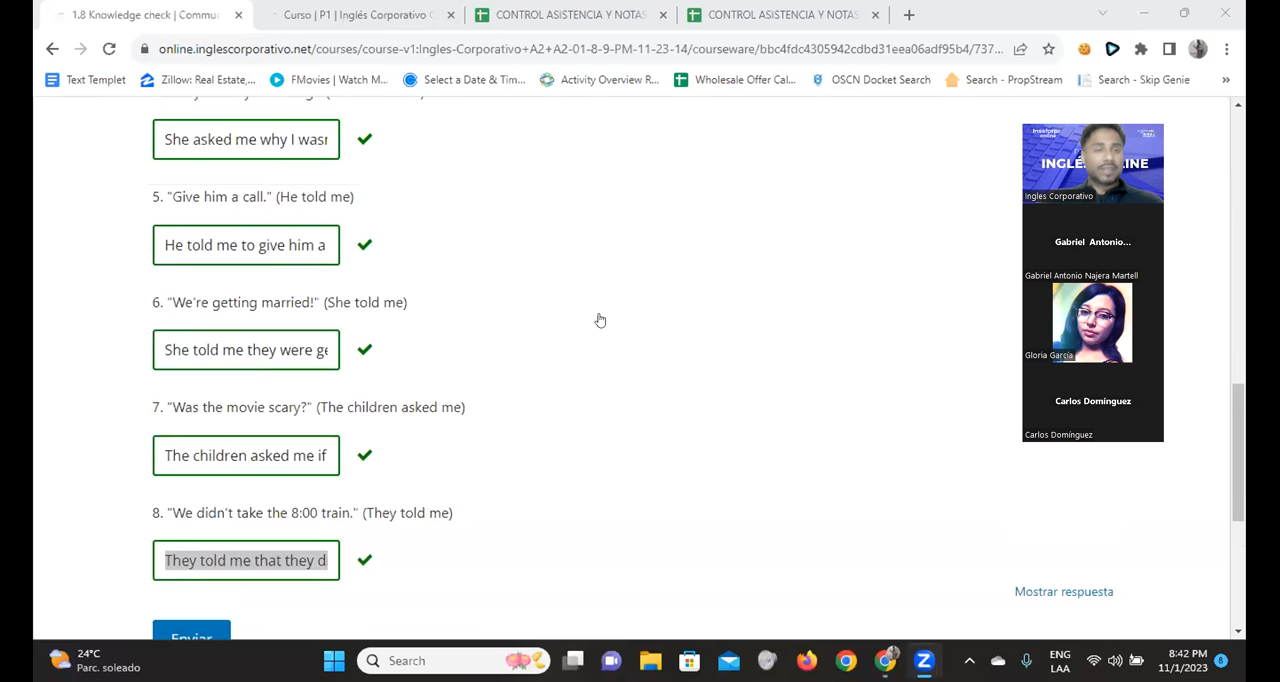 1.8 Knowledge check | Commu
Curso | P1 | Inglés Corporativo C
CONTROL ASISTENCIA Y NOTAS
CONTROL ASISTENCIA Y NOTAS
online.inglescorporativo.net/courses/course-v1:Ingles-Corporativo+A2+A2-01-8-9-PM-11-23-14/courseware/bbc4fdc4305942cdbd31eea06adf95b4/737...
Text Templet
Zillow: Real Estate,...
FMovies | Watch M...
Select a Date & Tim...
Activity Overview R...
Wholesale Offer Cal...
OSCN Docket Search
Search - PropStream
Search - Skip Genie
She asked me why I wasn
5. "Give him a call." (He told me)
He told me to give him a
6. "We're getting married!" (She told me)
She told me they were ge
7. "Was the movie scary?" (The children asked me)
The children asked me if
8. "We didn't take the 8:00 train." (They told me)
They told me that they d
Mostrar respuesta
Enviar
Ingles Corporativo
Gabriel Antonio...
Gabriel Antonio Najera Martell
Gloria García
Carlos Domínguez
Carlos Domínguez
24°C
Parc. soleado
Search
ENG
LAA
8:42 PM
11/1/2023
8